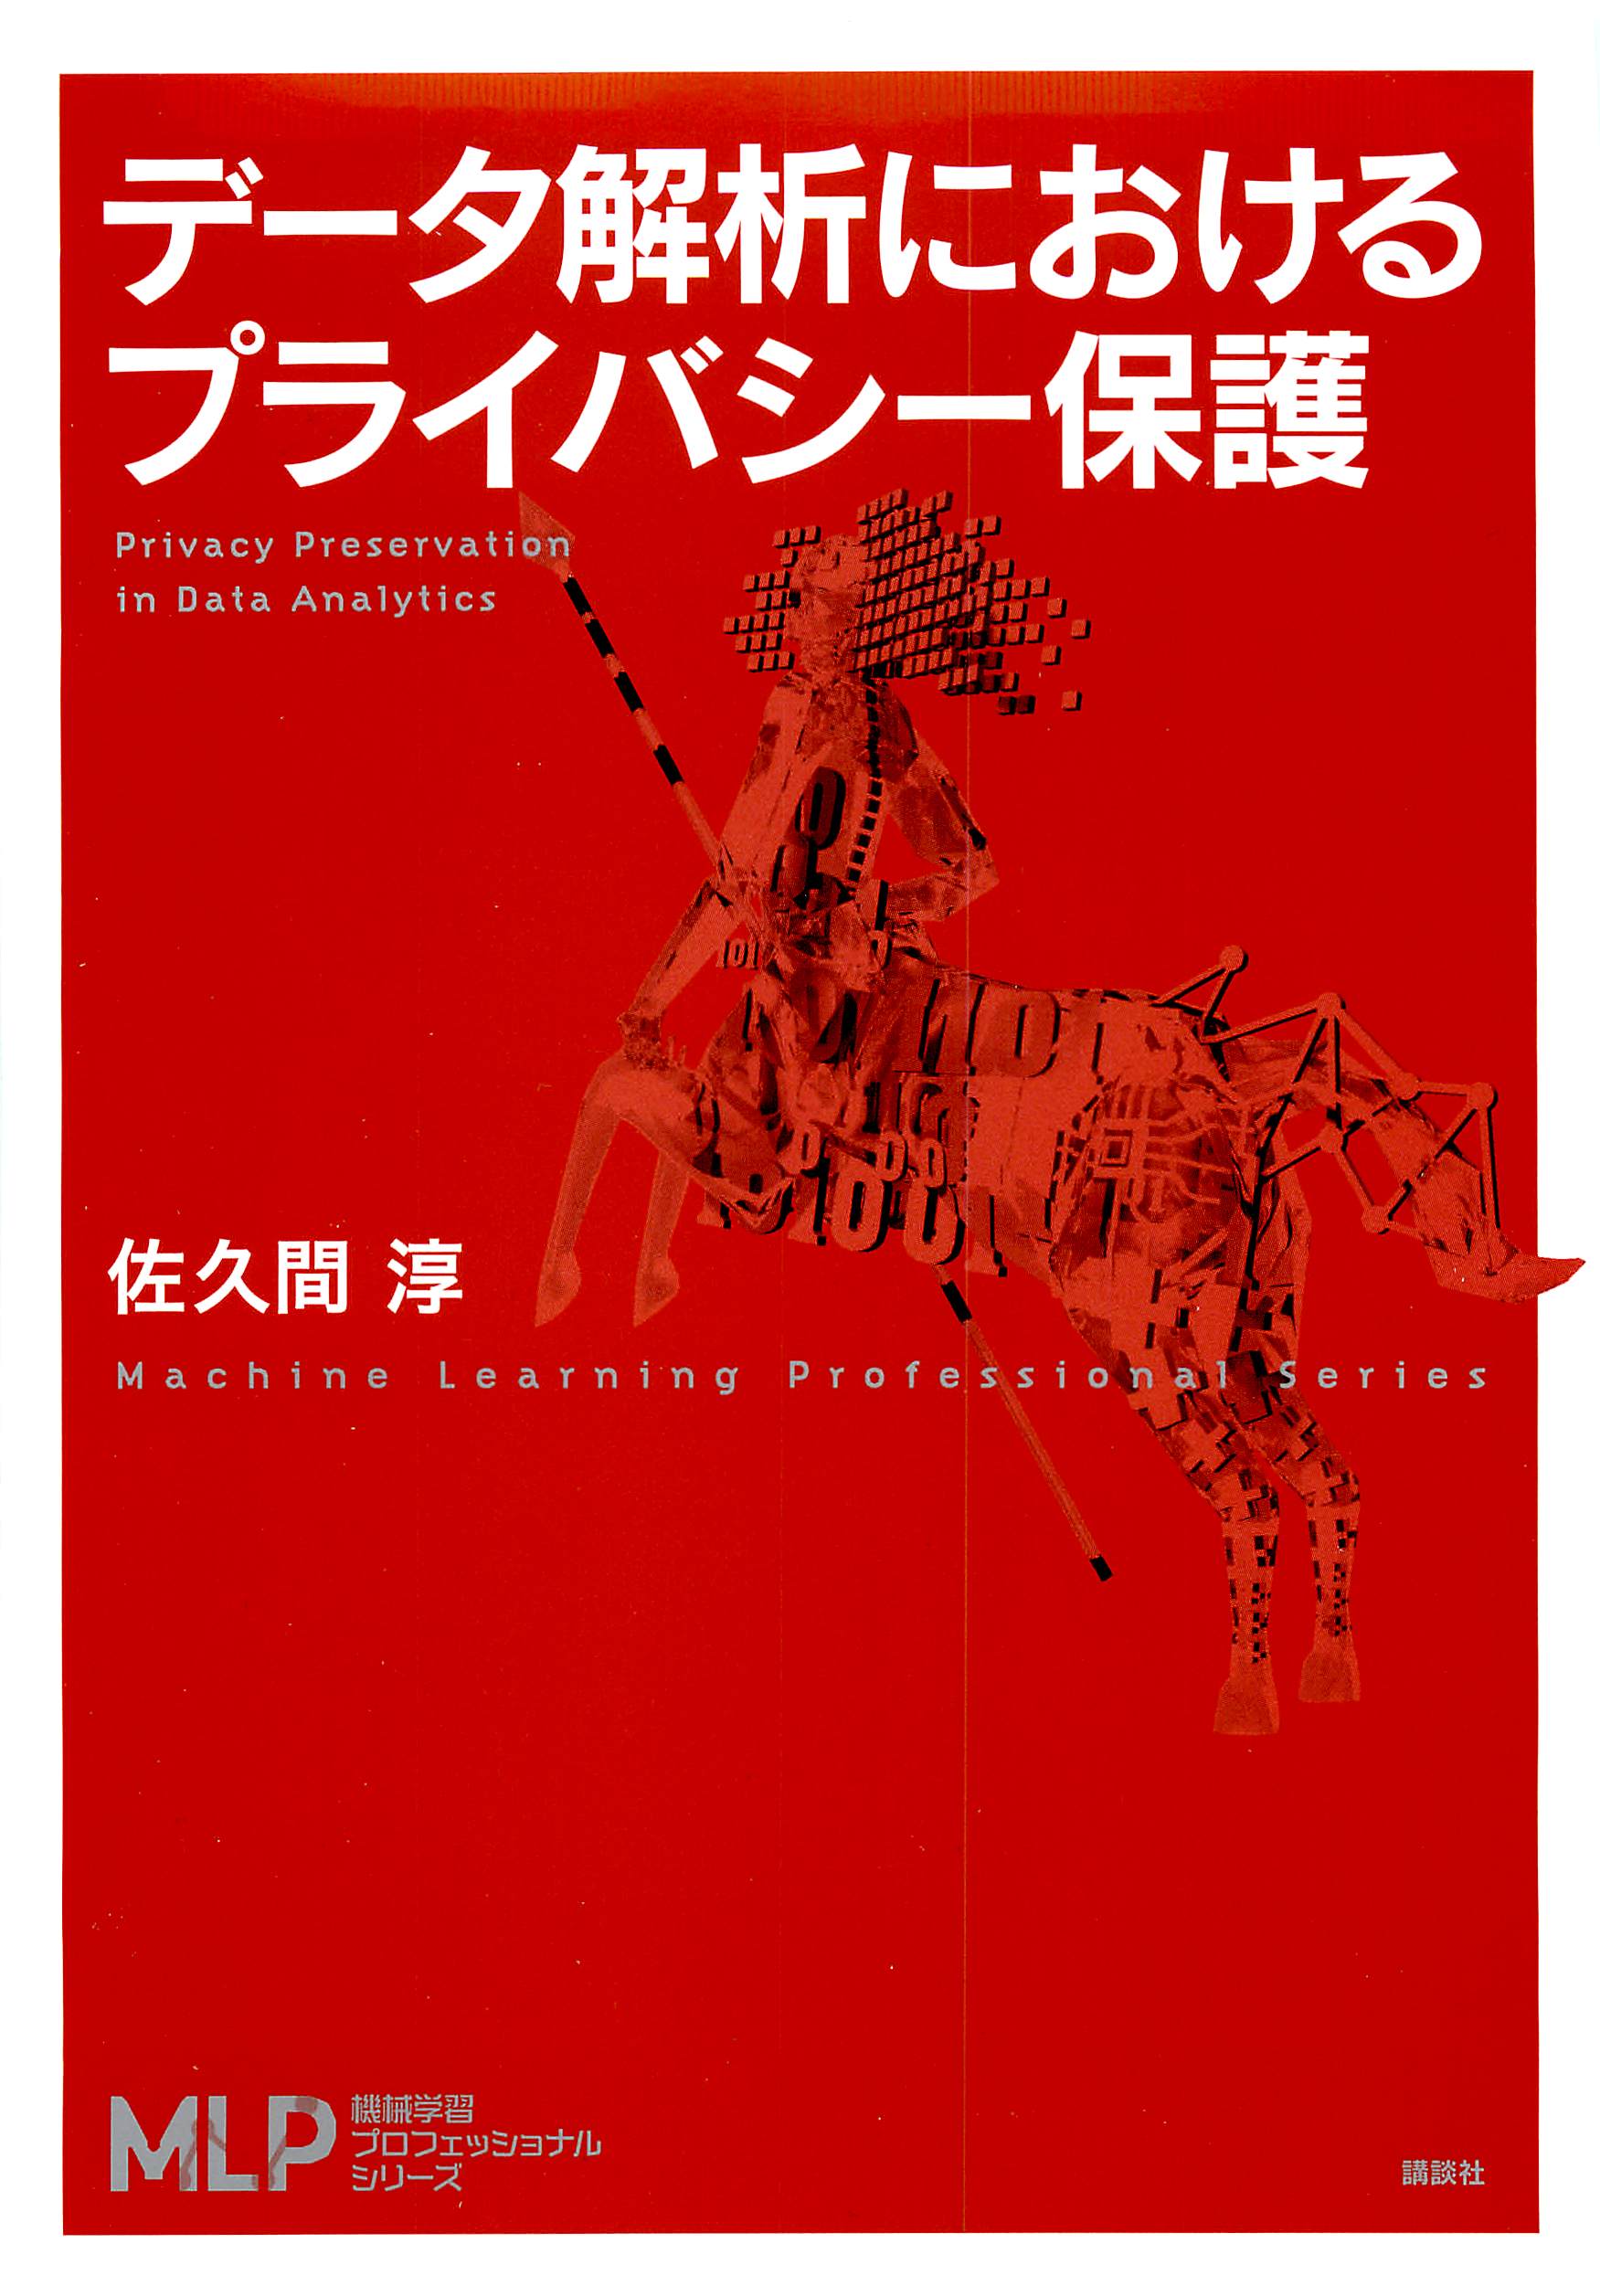 データ解析における
プライバシー保護
Privacy Preservation
in Data Analytics
佐久間 淳
Machine Learning Professional Series
MLP
機械学習
プロフェッショナル
シリーズ
講談社